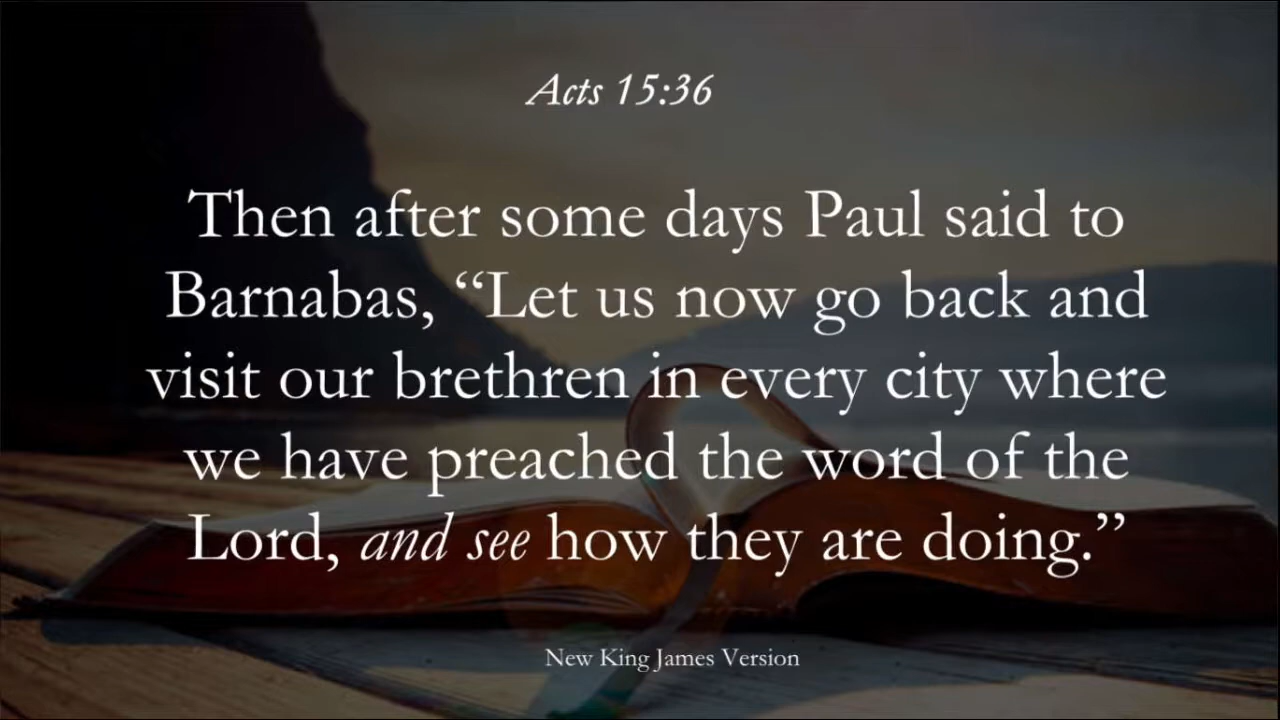 Acts 15:36
Then after some days Paul said to
Barnabas, “Let us now go back and
visit our brethren in every city where
we have preached the word of the
Lord, and see how they are doing.”
New King James Version